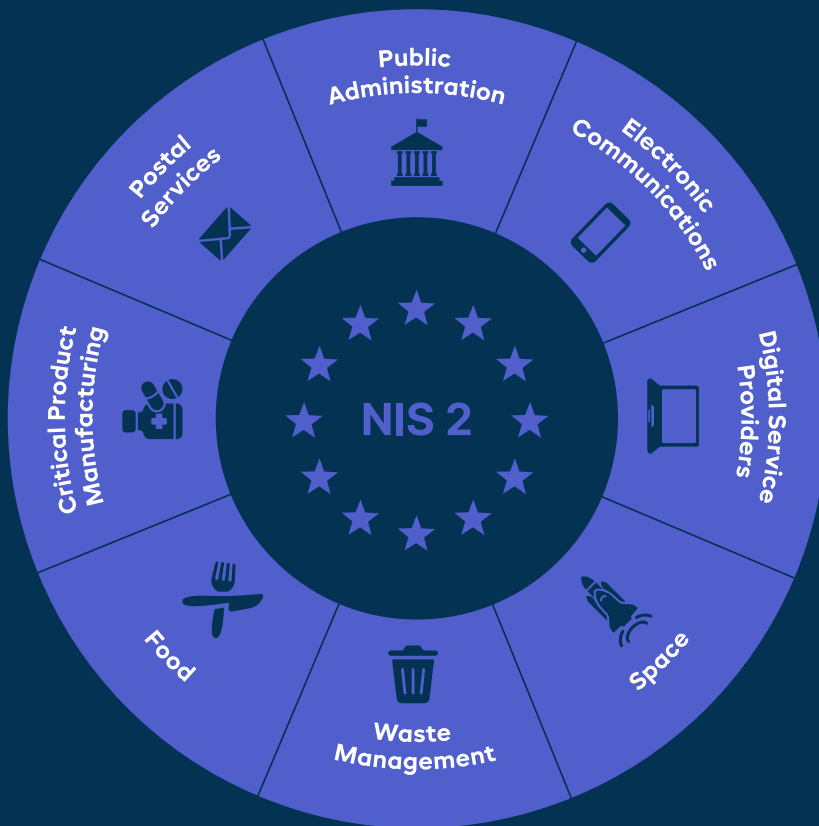 Public
Administration
Electronic
Communications
Digital Service
Providers
Space
Waste
Management
Food
Critical Product
Manufacturing
Postal
Services
NIS 2